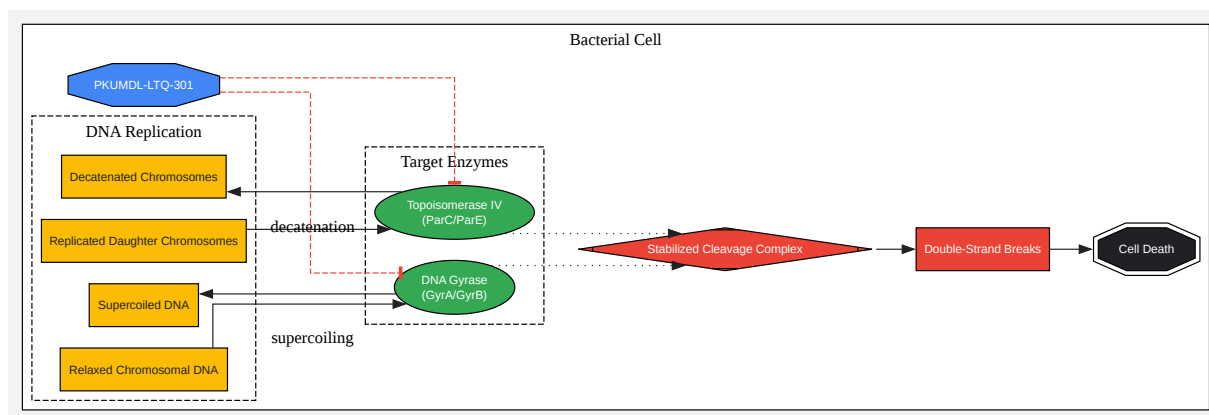 Bacterial Cell
PKUMDL-LTQ-301
DNA Replication
Target Enzymes
Decatenated Chromosomes
Topoisomerase IV
(ParC/ParE)
decatenation
Replicated Daughter Chromosomes
Stabilized Cleavage Complex
Double-Strand Breaks
Cell Death
DNA Gyrase
(GyrA/GyrB)
Supercoiled DNA
supercoiling
Relaxed Chromosomal DNA